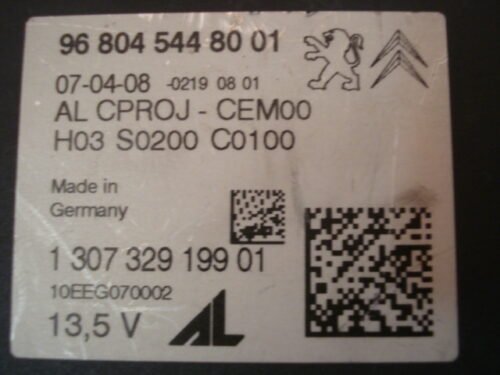 96 804 544 80 01
07-04-08 -0219 08 01
AL CPROJ - CEM00
H03 S0200 C0100
Made in
Germany
1 307 329 199 01
10EEG070002
13,5 V AL